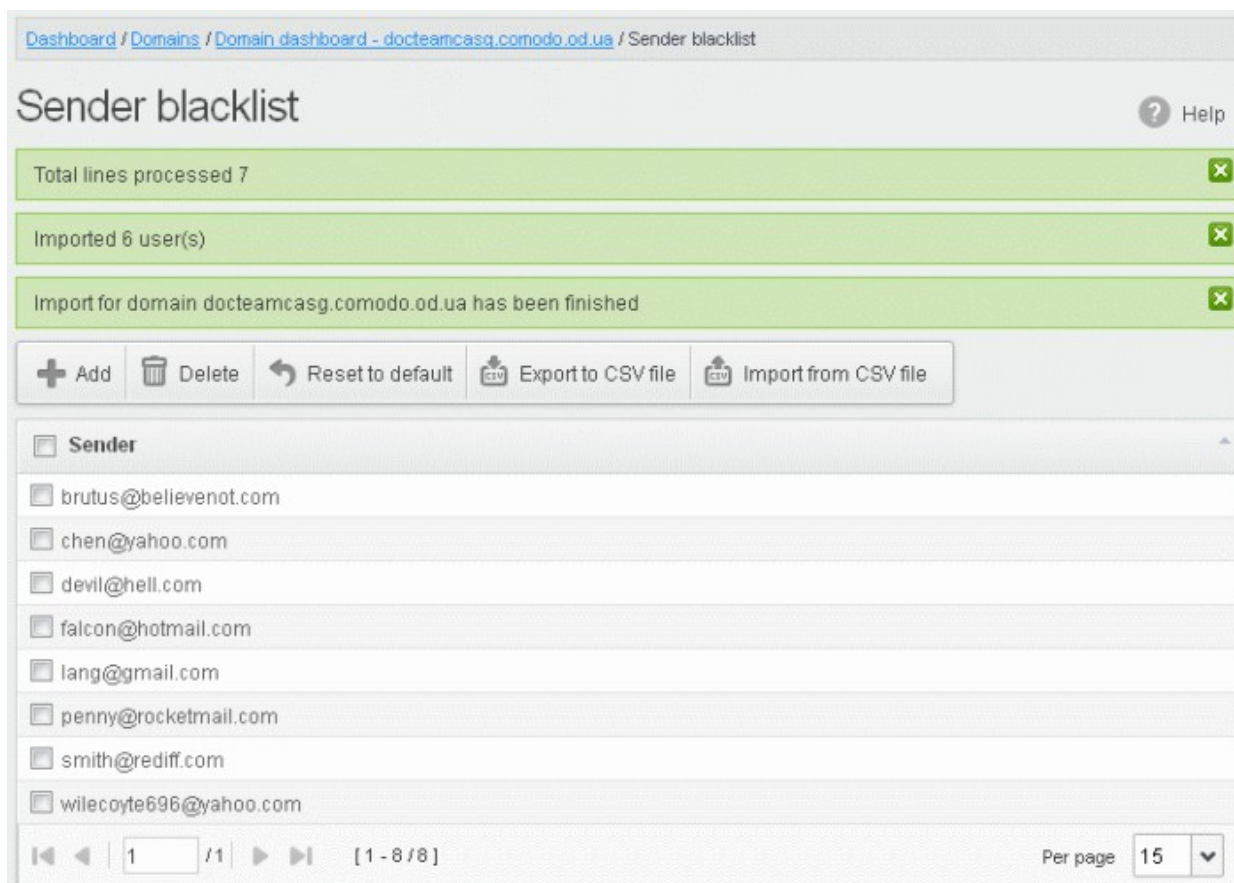 Dashboard / Domains / Domain dashboard - docteamcasg.comodo.od.ua / Sender blacklist
Sender blacklist
? Help
Total lines processed 7
Imported 6 user(s)
Import for domain docteamcasg.comodo.od.ua has been finished
Add Delete Reset to default CSV Export to CSV file CSV Import from CSV file
Sender
brutus@believenot.com
chen@yahoo.com
devil@hell.com
falcon@hotmail.com
lang@gmail.com
penny@rocketmail.com
smith@rediff.com
wilecoyte696@yahoo.com
1 /1 [1-8/8] Per page 15